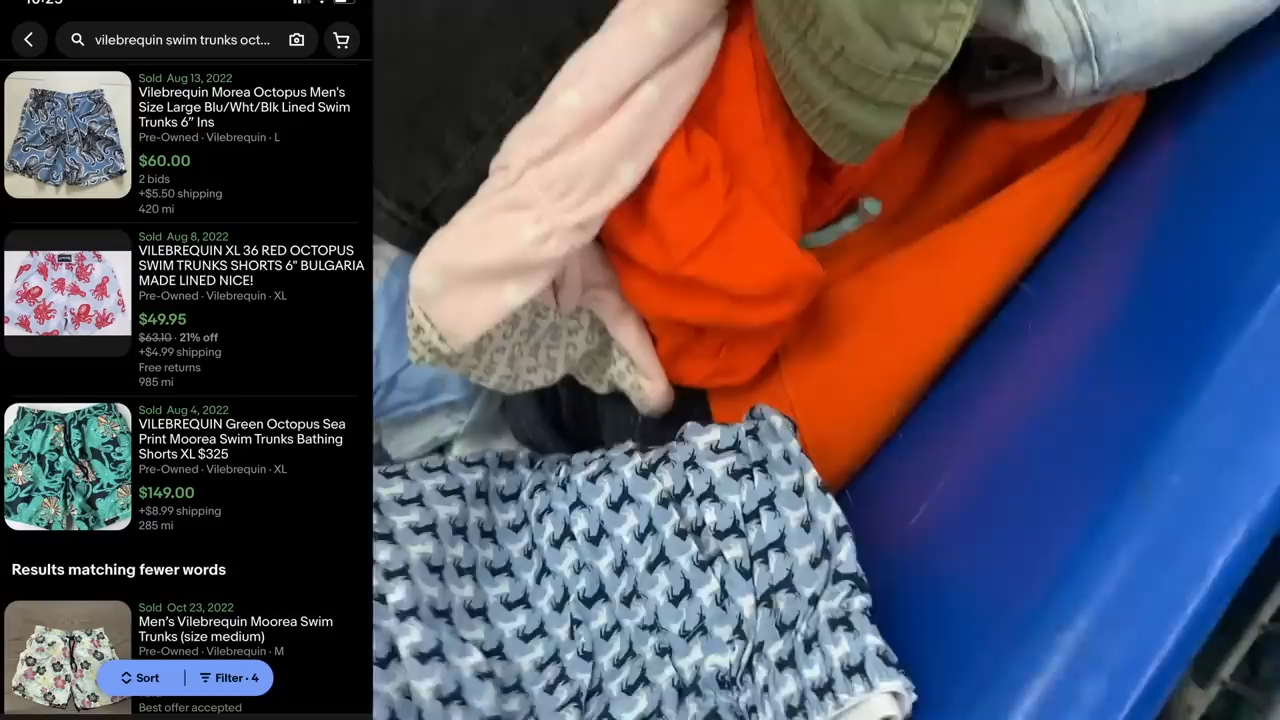 vilebrequin swim trunks oct...
Sold Aug 13, 2022
Vilebrequin Morea Octopus Men's
Size Large Blu/Wht/Blk Lined Swim
Trunks 6" Ins
Pre-Owned · Vilebrequin · L
$60.00
2 bids
+$5.50 shipping
420 mi
Sold Aug 8, 2022
VILEBREQUIN XL 36 RED OCTOPUS
SWIM TRUNKS SHORTS 6" BULGARIA
MADE LINED NICE!
Pre-Owned · Vilebrequin · XL
$49.95
$63.10 · 21% off
+$4.99 shipping
Free returns
985 mi
Sold Aug 4, 2022
VILEBREQUIN Green Octopus Sea
Print Moorea Swim Trunks Bathing
Shorts XL $325
Pre-Owned · Vilebrequin · XL
$149.00
+$8.99 shipping
285 mi
Results matching fewer words
Sold Oct 23, 2022
Men's Vilebrequin Moorea Swim
Trunks (size medium)
Pre-Owned · Vilebrequin · M
Sort
Filter · 4
Best offer accepted